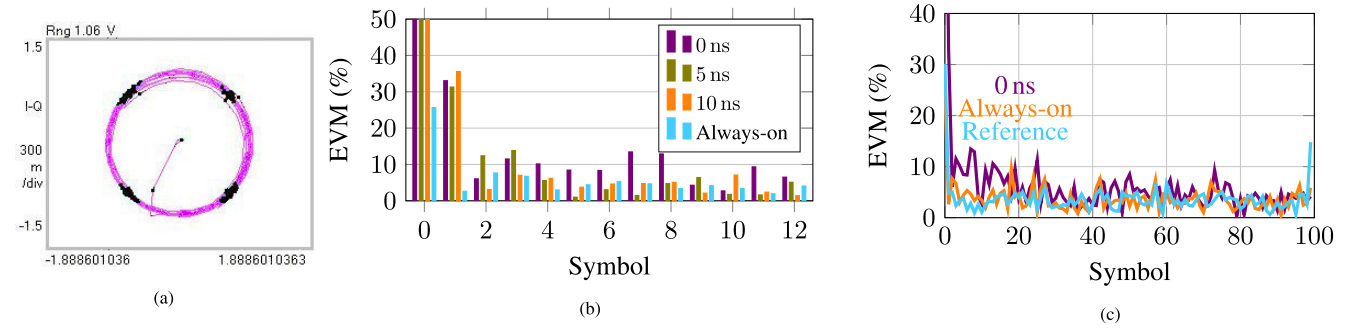 Rng 1.06 V
1.5
I-Q
300
m
/div
-1.5
-1.888601036 1.8886010363
(a)
50
40
30
20
10
0
EVM (%)
0 ns
5 ns
10 ns
Always-on
0 2 4 6 8 10 12
Symbol
(b)
40
30
20
10
0
EVM (%)
0 ns
Always-on
Reference
0 20 40 60 80 100
Symbol
(c)